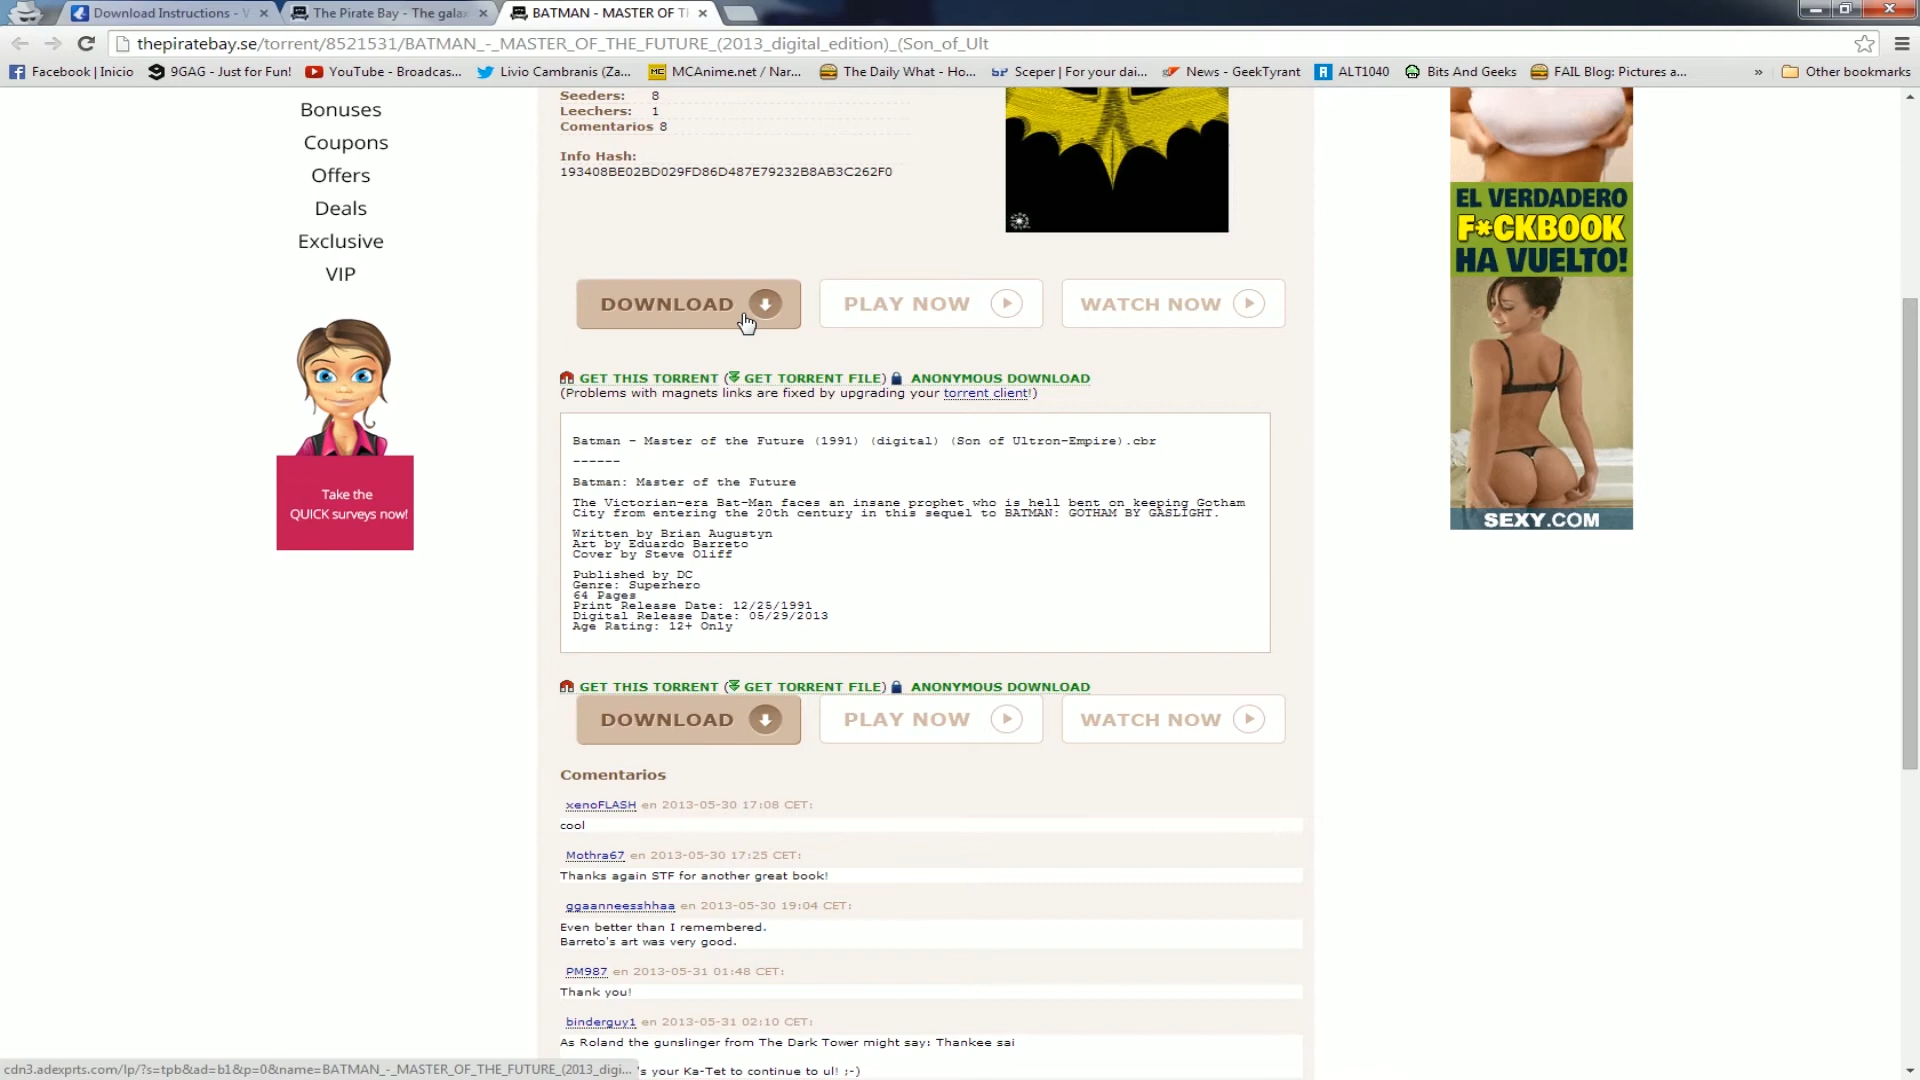 Download Instructions - V
The Pirate Bay - The galax
BATMAN - MASTER OF TH
thepiratebay.se/torrent/8521531/BATMAN_-_MASTER_OF_THE_FUTURE_(2013_digital_edition)_(Son_of_Ult
Facebook | Inicio
9GAG - Just for Fun!
YouTube - Broadcas...
Livio Cambranis (Za...
MCAnime.net / Nar...
The Daily What - Ho...
Sceper | For your dai...
News - GeekTyrant
ALT1040
Bits And Geeks
FAIL Blog: Pictures a...
»
Other bookmarks
Bonuses
Coupons
Offers
Deals
Exclusive
VIP
Take the
QUICK surveys now!
Seeders: 8
Leechers: 1
Comentarios 8
Info Hash:
193408BE02BD029FD86D487E79232B8AB3C262F0
DOWNLOAD
PLAY NOW
WATCH NOW
GET THIS TORRENT (GET TORRENT FILE) ANONYMOUS DOWNLOAD
(Problems with magnets links are fixed by upgrading your torrent client!)
Batman - Master of the Future (1991) (digital) (Son of Ultron-Empire).cbr
------
Batman: Master of the Future
The Victorian-era Bat-Man faces an insane prophet who is hell bent on keeping Gotham
City from entering the 20th century in this sequel to BATMAN: GOTHAM BY GASLIGHT.
Written by Brian Augustyn
Art by Eduardo Barreto
Cover by Steve Oliff
Published by DC
Genre: Superhero
64 Pages
Print Release Date: 12/25/1991
Digital Release Date: 05/29/2013
Age Rating: 12+ Only
GET THIS TORRENT (GET TORRENT FILE) ANONYMOUS DOWNLOAD
DOWNLOAD
PLAY NOW
WATCH NOW
Comentarios
xenoFLASH en 2013-05-30 17:08 CET:
cool
Mothra67 en 2013-05-30 17:25 CET:
Thanks again STF for another great book!
ggaanneesshhaa en 2013-05-30 19:04 CET:
Even better than I remembered.
Barreto's art was very good.
PM987 en 2013-05-31 01:48 CET:
Thank you!
binderguy1 en 2013-05-31 02:10 CET:
As Roland the gunslinger from The Dark Tower might say: Thankee sai
's your Ka-Tet to continue to ul! ;-)
EL VERDADERO
F*CKBOOK
HA VUELTO!
SEXY.COM
cdn3.adexprts.com/lp/?s=tpb&ad=b1&p=0&name=BATMAN_-_MASTER_OF_THE_FUTURE_(2013_digi...